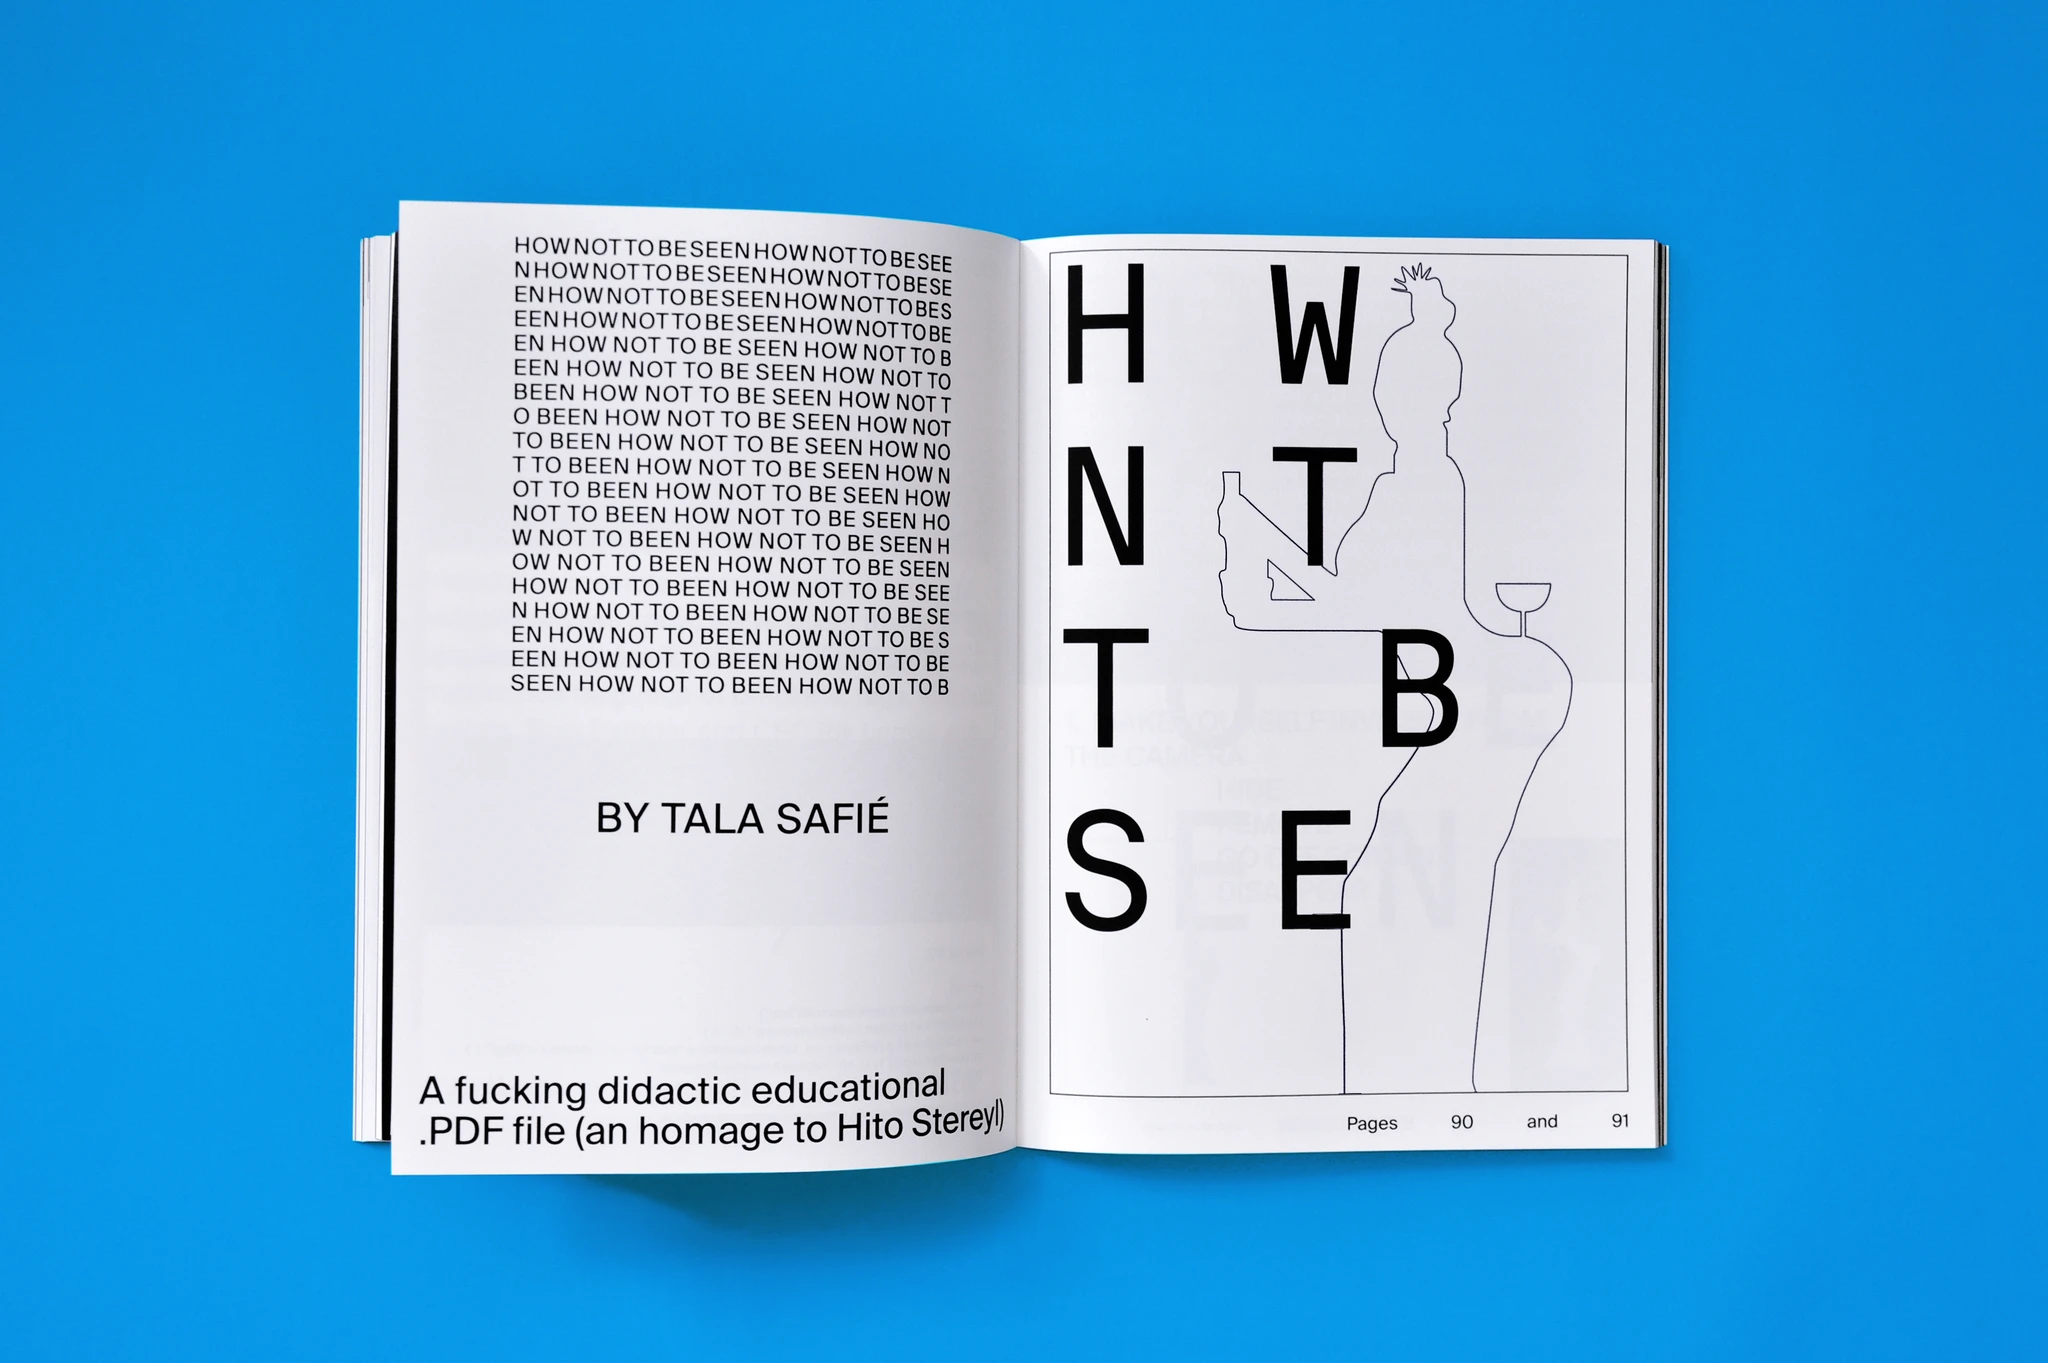 HOWNOTTOBESEENHOWNOTTOBESEE
NHOWNOTTOBESEENHOWNOTTOBESE
ENHOWNOTTOBESEENHOWNOTTOBES
EENHOWNOTTOBESEENHOWNOTTOBE
EN HOW NOT TO BE SEEN HOW NOT TO B
EEN HOW NOT TO BE SEEN HOW NOT TO
BEEN HOW NOT TO BE SEEN HOW NOT T
O BEEN HOW NOT TO BE SEEN HOW NOT
TO BEEN HOW NOT TO BE SEEN HOW NO
T TO BEEN HOW NOT TO BE SEEN HOW N
OT TO BEEN HOW NOT TO BE SEEN HOW
NOT TO BEEN HOW NOT TO BE SEEN HO
W NOT TO BEEN HOW NOT TO BE SEEN H
OW NOT TO BEEN HOW NOT TO BE SEEN
HOW NOT TO BEEN HOW NOT TO BE SEE
N HOW NOT TO BEEN HOW NOT TO BE SE
EN HOW NOT TO BEEN HOW NOT TO BE S
EEN HOW NOT TO BEEN HOW NOT TO BE
SEEN HOW NOT TO BEEN HOW NOT TO B
BY TALA SAFIÉ
A fucking didactic educational
.PDF file (an homage to Hito Stereyl)
H W
N T
T B
S E
Pages 90 and 91